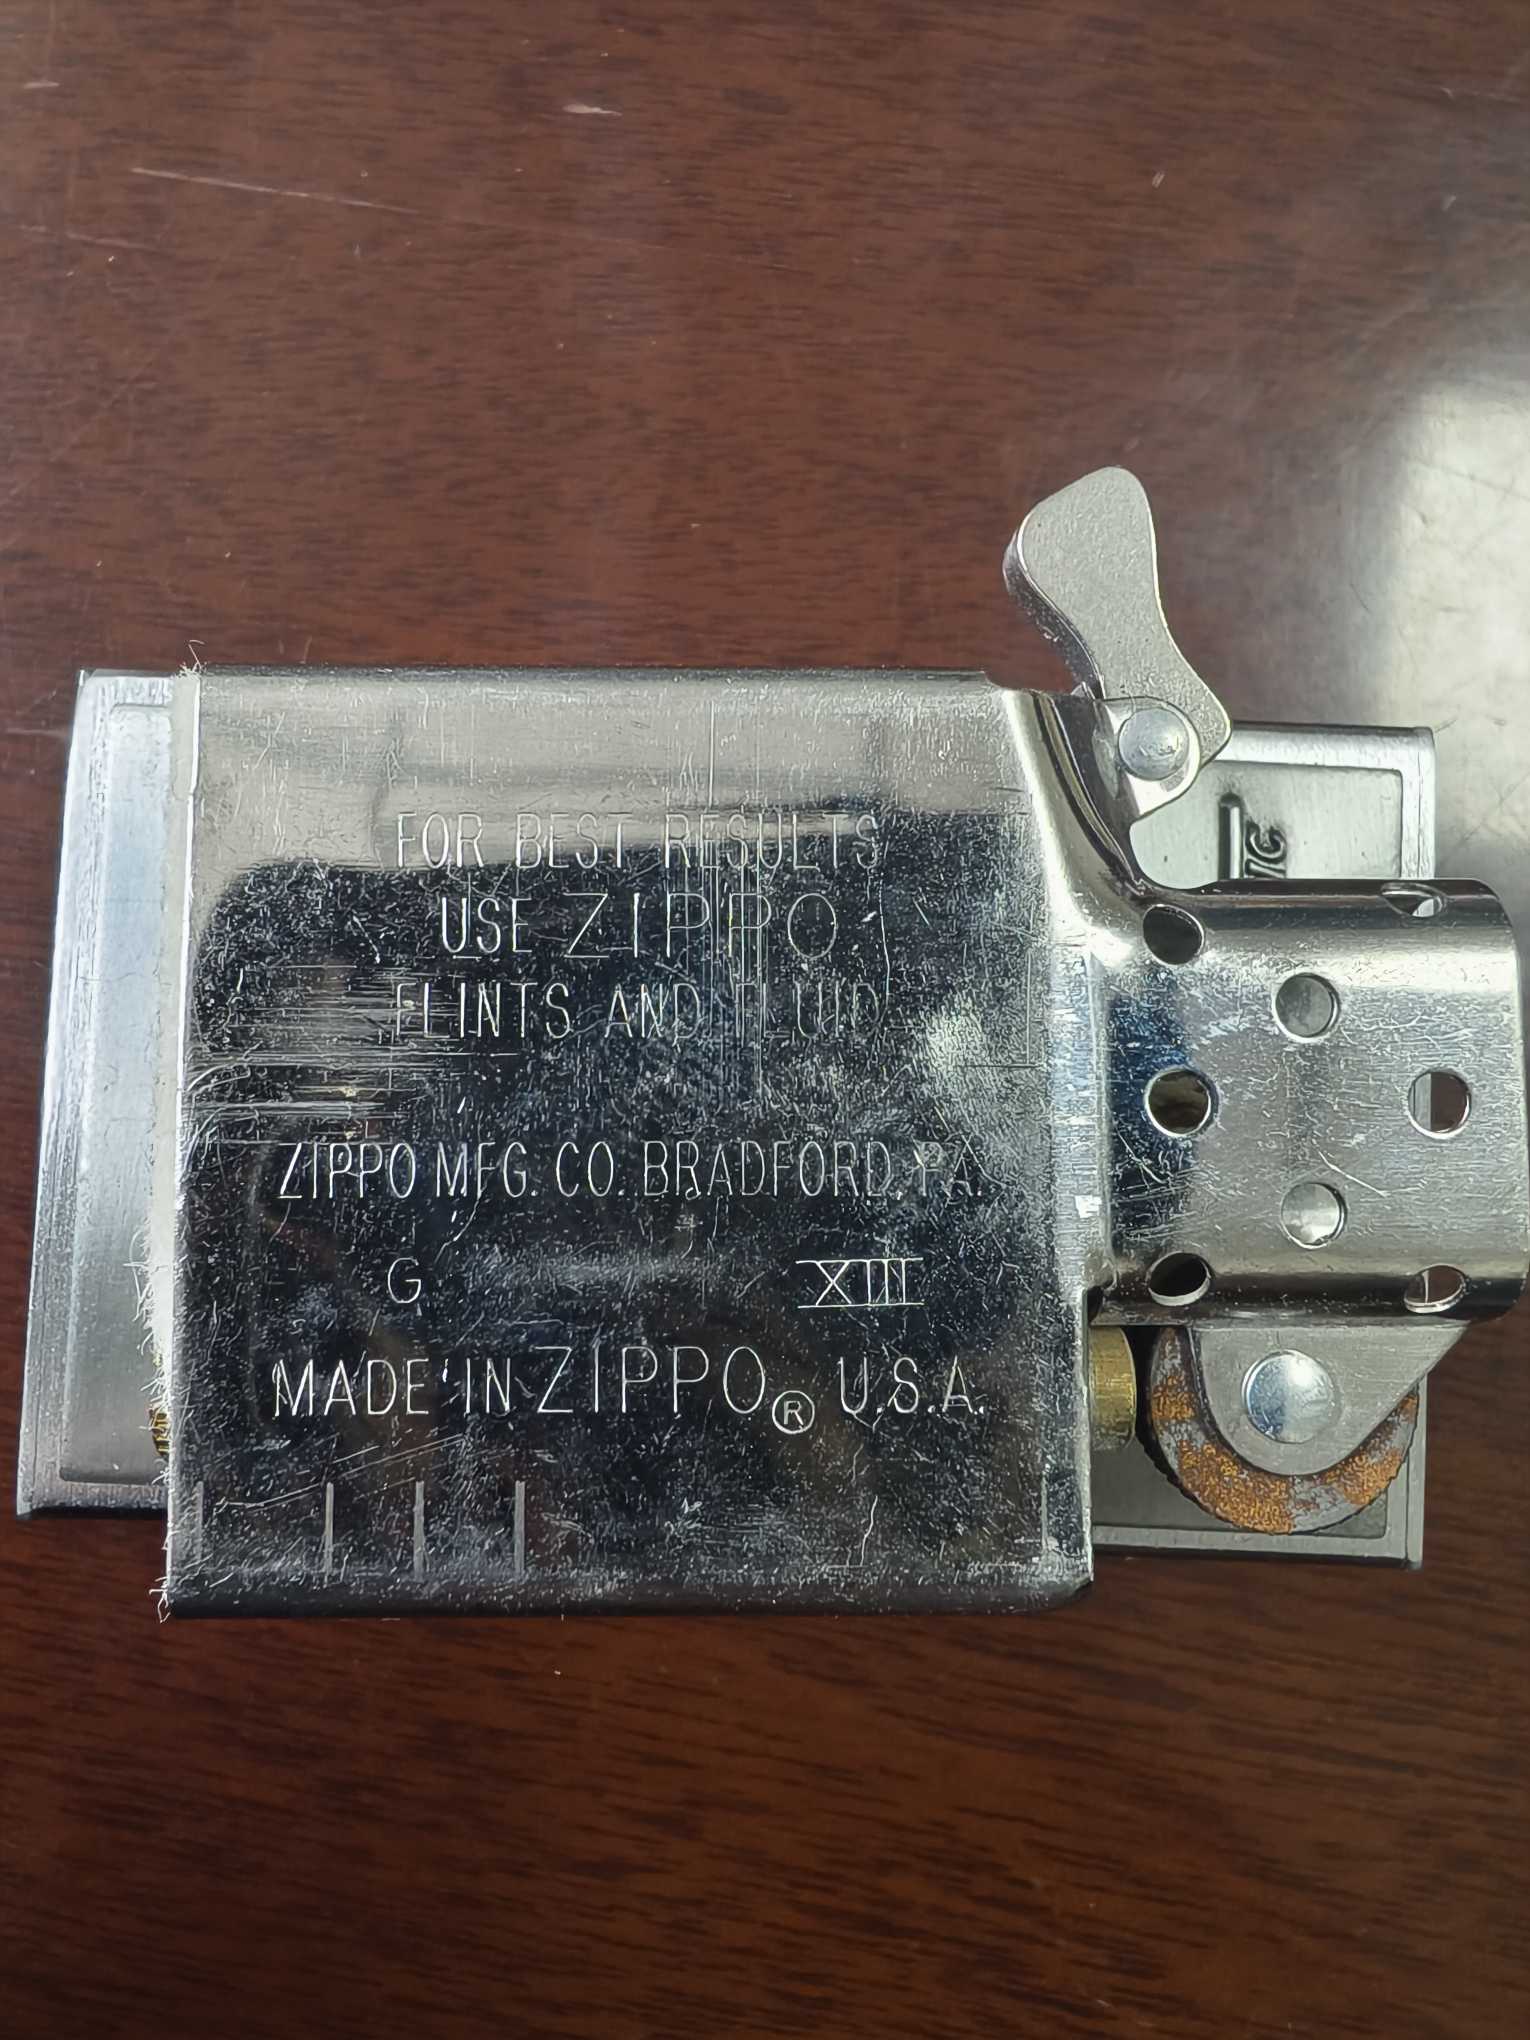 FOR BEST RESULTS
USE ZIPPO
FLINTS AND FLUID
ZIPPO MFG. CO. BRADFORD, PA.
G XIII
MADE IN ZIPPO® U.S.A.